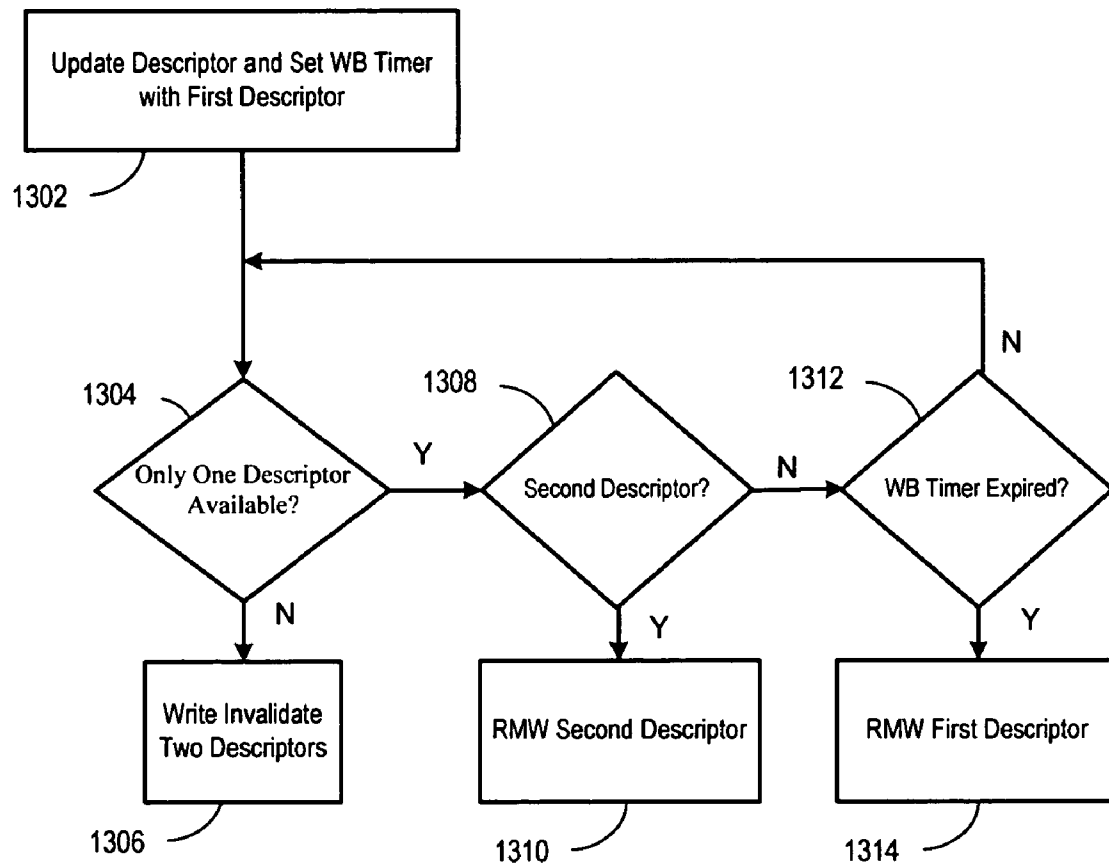 Update Descriptor and Set WB Timer
with First Descriptor
1302
N
1304
1308
1312
Only One Descriptor
Available?
Y
Second Descriptor?
N
WB Timer Expired?
N
Y
Y
Write Invalidate
Two Descriptors
RMW Second Descriptor
RMW First Descriptor
1306
1310
1314